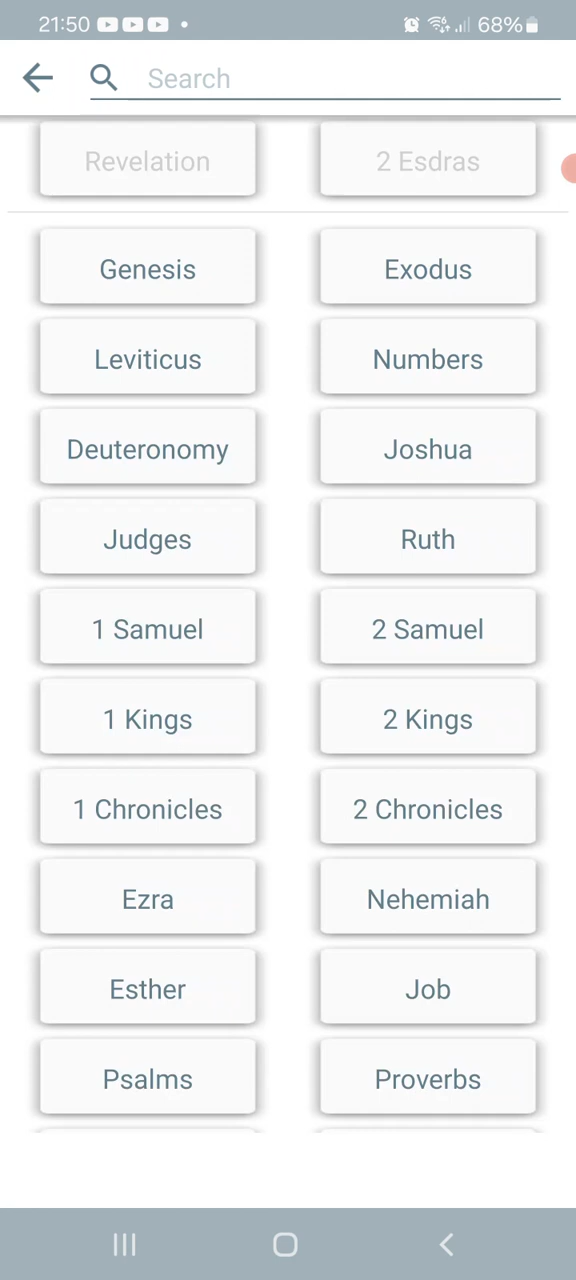 21:50
68%
Search
Revelation 2 Esdras
Genesis Exodus
Leviticus Numbers
Deuteronomy Joshua
Judges Ruth
1 Samuel 2 Samuel
1 Kings 2 Kings
1 Chronicles 2 Chronicles
Ezra Nehemiah
Esther Job
Psalms Proverbs